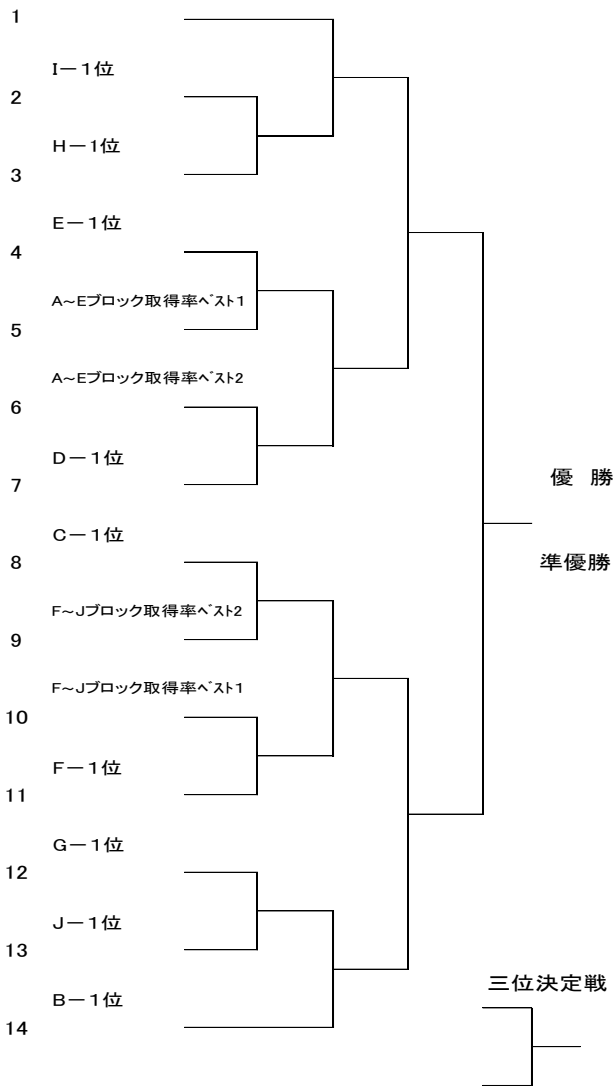 1
I－1位
2
H－1位
3
E－1位
4
A~Eブロック取得率ベスト1
5
A~Eブロック取得率ベスト2
6
D－1位
7
優　勝
C－1位
8
準優勝
F~Jブロック取得率ベスト2
9
F~Jブロック取得率ベスト1
10
F－1位
11
G－1位
12
J－1位
13
三位決定戦
B－1位
14